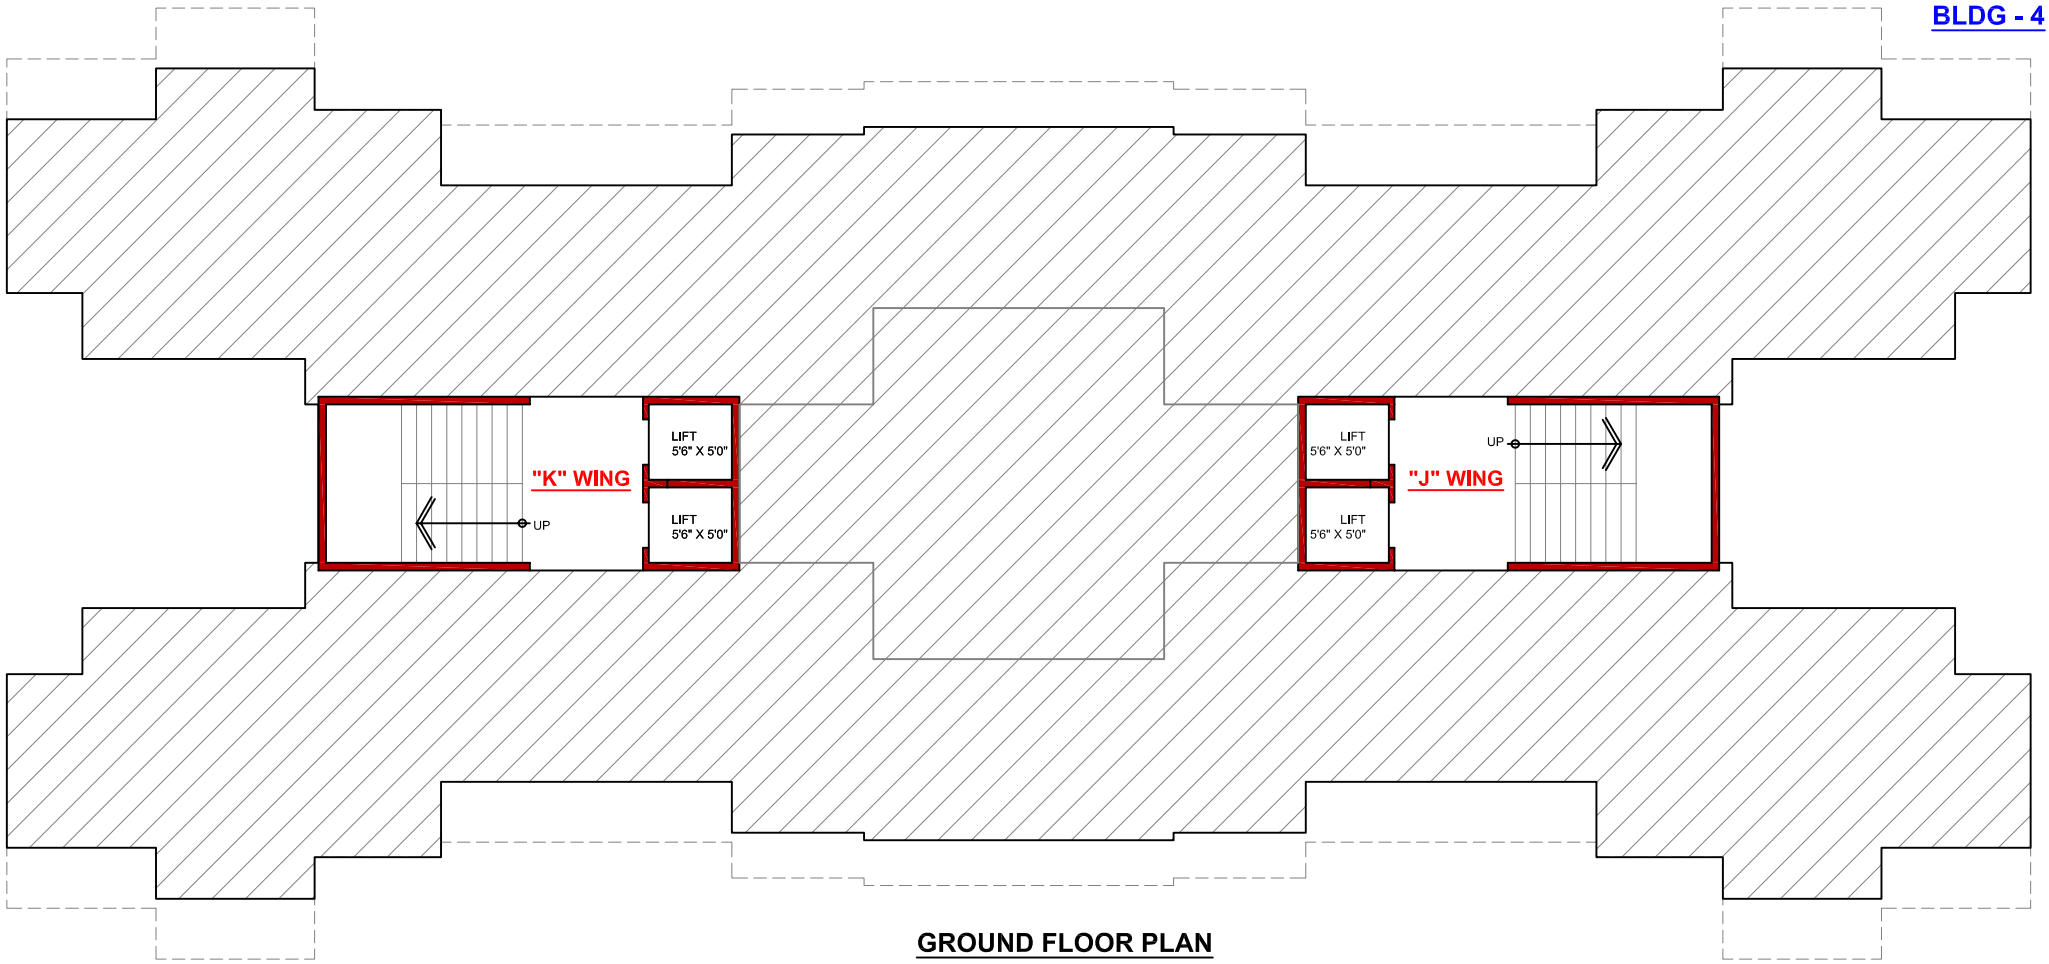 BLDG - 4
LIFT
5'6" X 5'0"
"K" WING
LIFT
5'6" X 5'0"
UP
LIFT
5'6" X 5'0"
UP
"J" WING
LIFT
5'6" X 5'0"
GROUND FLOOR PLAN